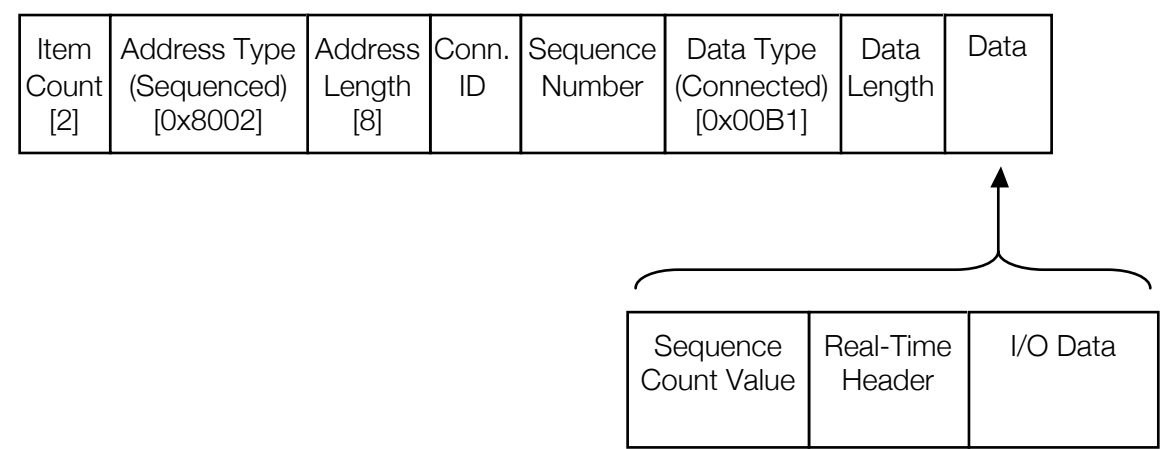 Item
Count
[2]
Address Type
(Sequenced)
[0x8002]
Address
Length
[8]
Conn.
ID
Sequence
Number
Data Type
(Connected)
[0x00B1]
Data
Length
Data
Sequence
Count Value
Real-Time
Header
I/O Data